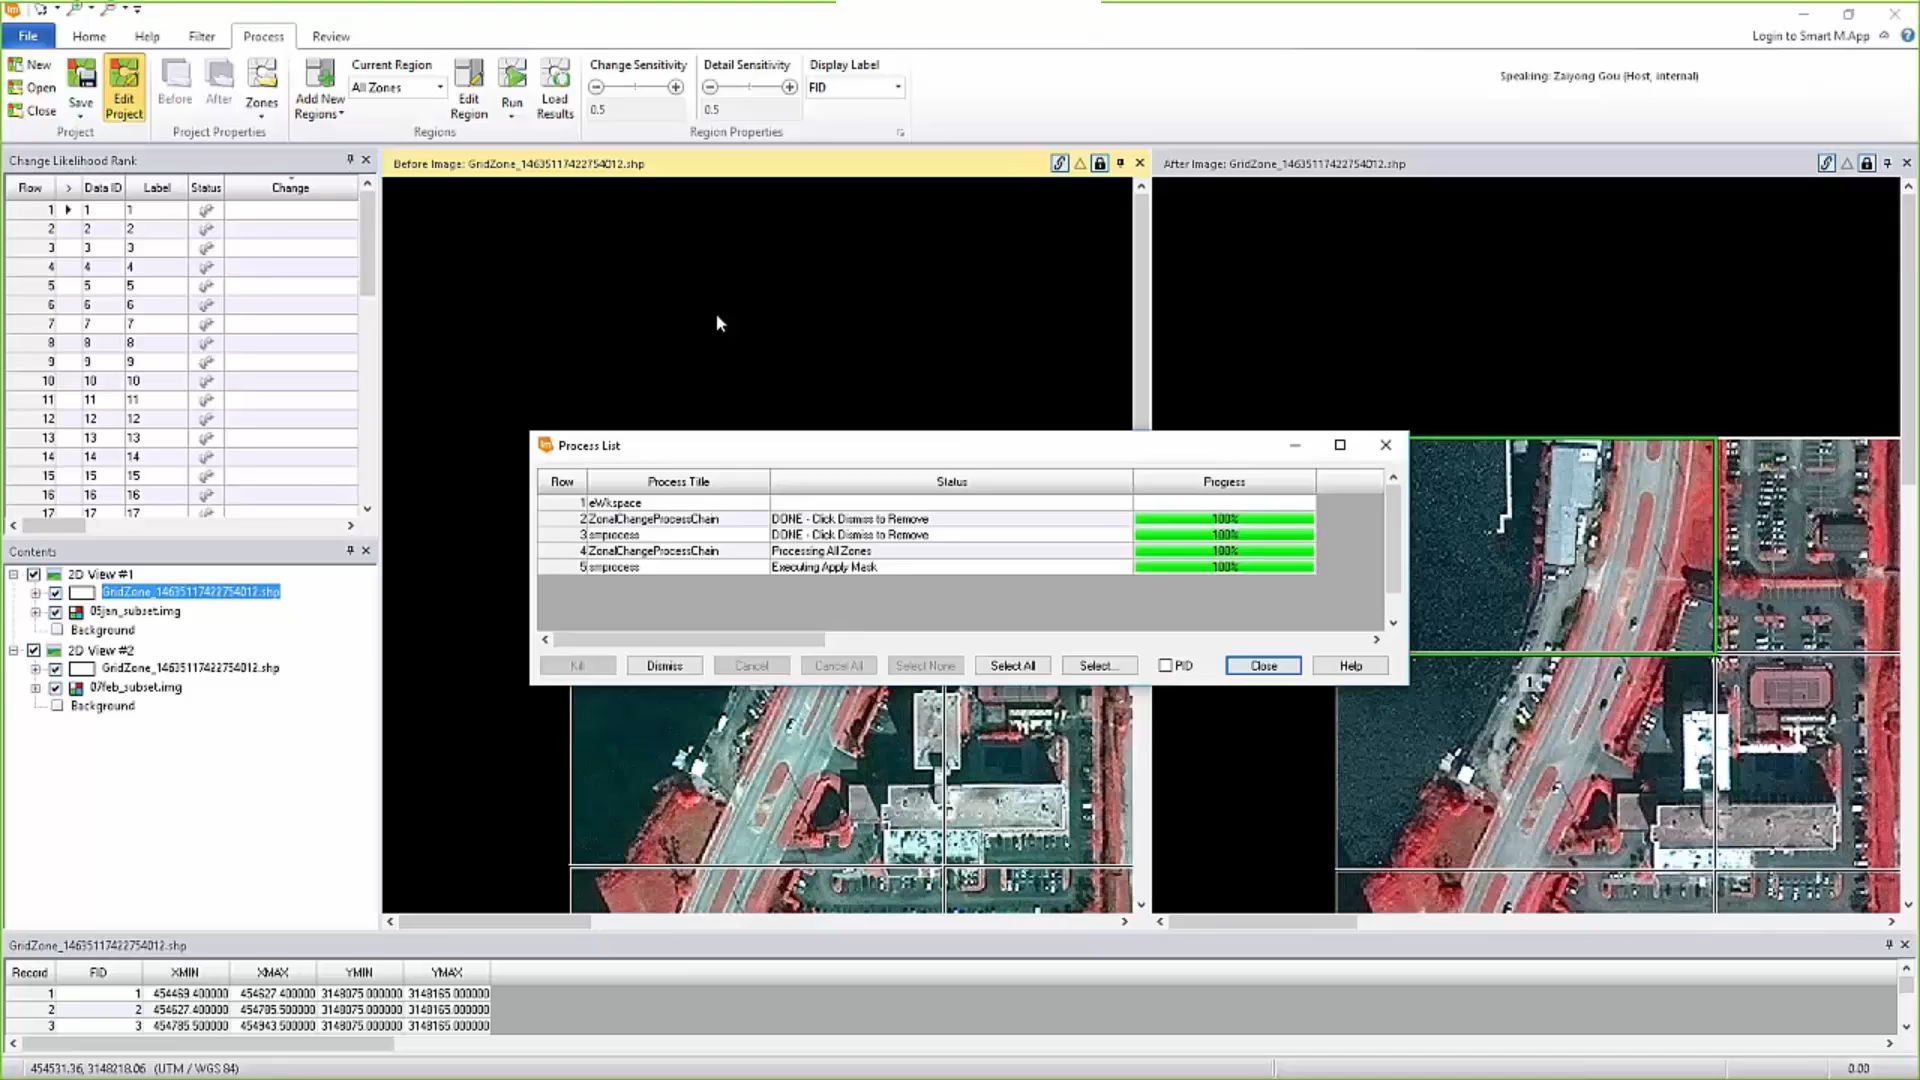 File Home Help Filter Process Review
Login to Smart M.App
New
Open
Close
Save
Edit Project
Project
Before
After
Zones
Project Properties
Add New Regions
Current Region
All Zones
Edit Region
Run
Load Results
Regions
Change Sensitivity
0.5
Detail Sensitivity
0.5
Display Label
FID
Region Properties
Speaking: Zaiyong Gou (Host, internal)
Change Likelihood Rank
Row > Data ID Label Status Change
1 1 1
2 2 2
3 3 3
4 4 4
5 5 5
6 6 6
7 7 7
8 8 8
9 9 9
10 10 10
11 11 11
12 12 12
13 13 13
14 14 14
15 15 15
16 16 16
17 17 17
Contents
2D View #1
GridZone_14635117422754012.shp
05jan_subset.img
Background
2D View #2
GridZone_14635117422754012.shp
07feb_subset.img
Background
Before Image: GridZone_14635117422754012.shp
After Image: GridZone_14635117422754012.shp
1
Process List
Row Process Title Status Progress
1 eWkspace
2 ZonalChangeProcessChain DONE - Click Dismiss to Remove 100%
3 smprocess DONE - Click Dismiss to Remove 100%
4 ZonalChangeProcessChain Processing All Zones 100%
5 smprocess Executing Apply Mask 100%
Kill Dismiss Cancel Cancel All Select None Select All Select... PID Close Help
GridZone_14635117422754012.shp
Record FID XMIN XMAX YMIN YMAX
1 1 454469.400000 454627.400000 3148075.000000 3148165.000000
2 2 454627.400000 454785.500000 3148075.000000 3148165.000000
3 3 454785.500000 454943.500000 3148075.000000 3148165.000000
454531.36, 3148218.06 (UTM / WGS 84)
0.00